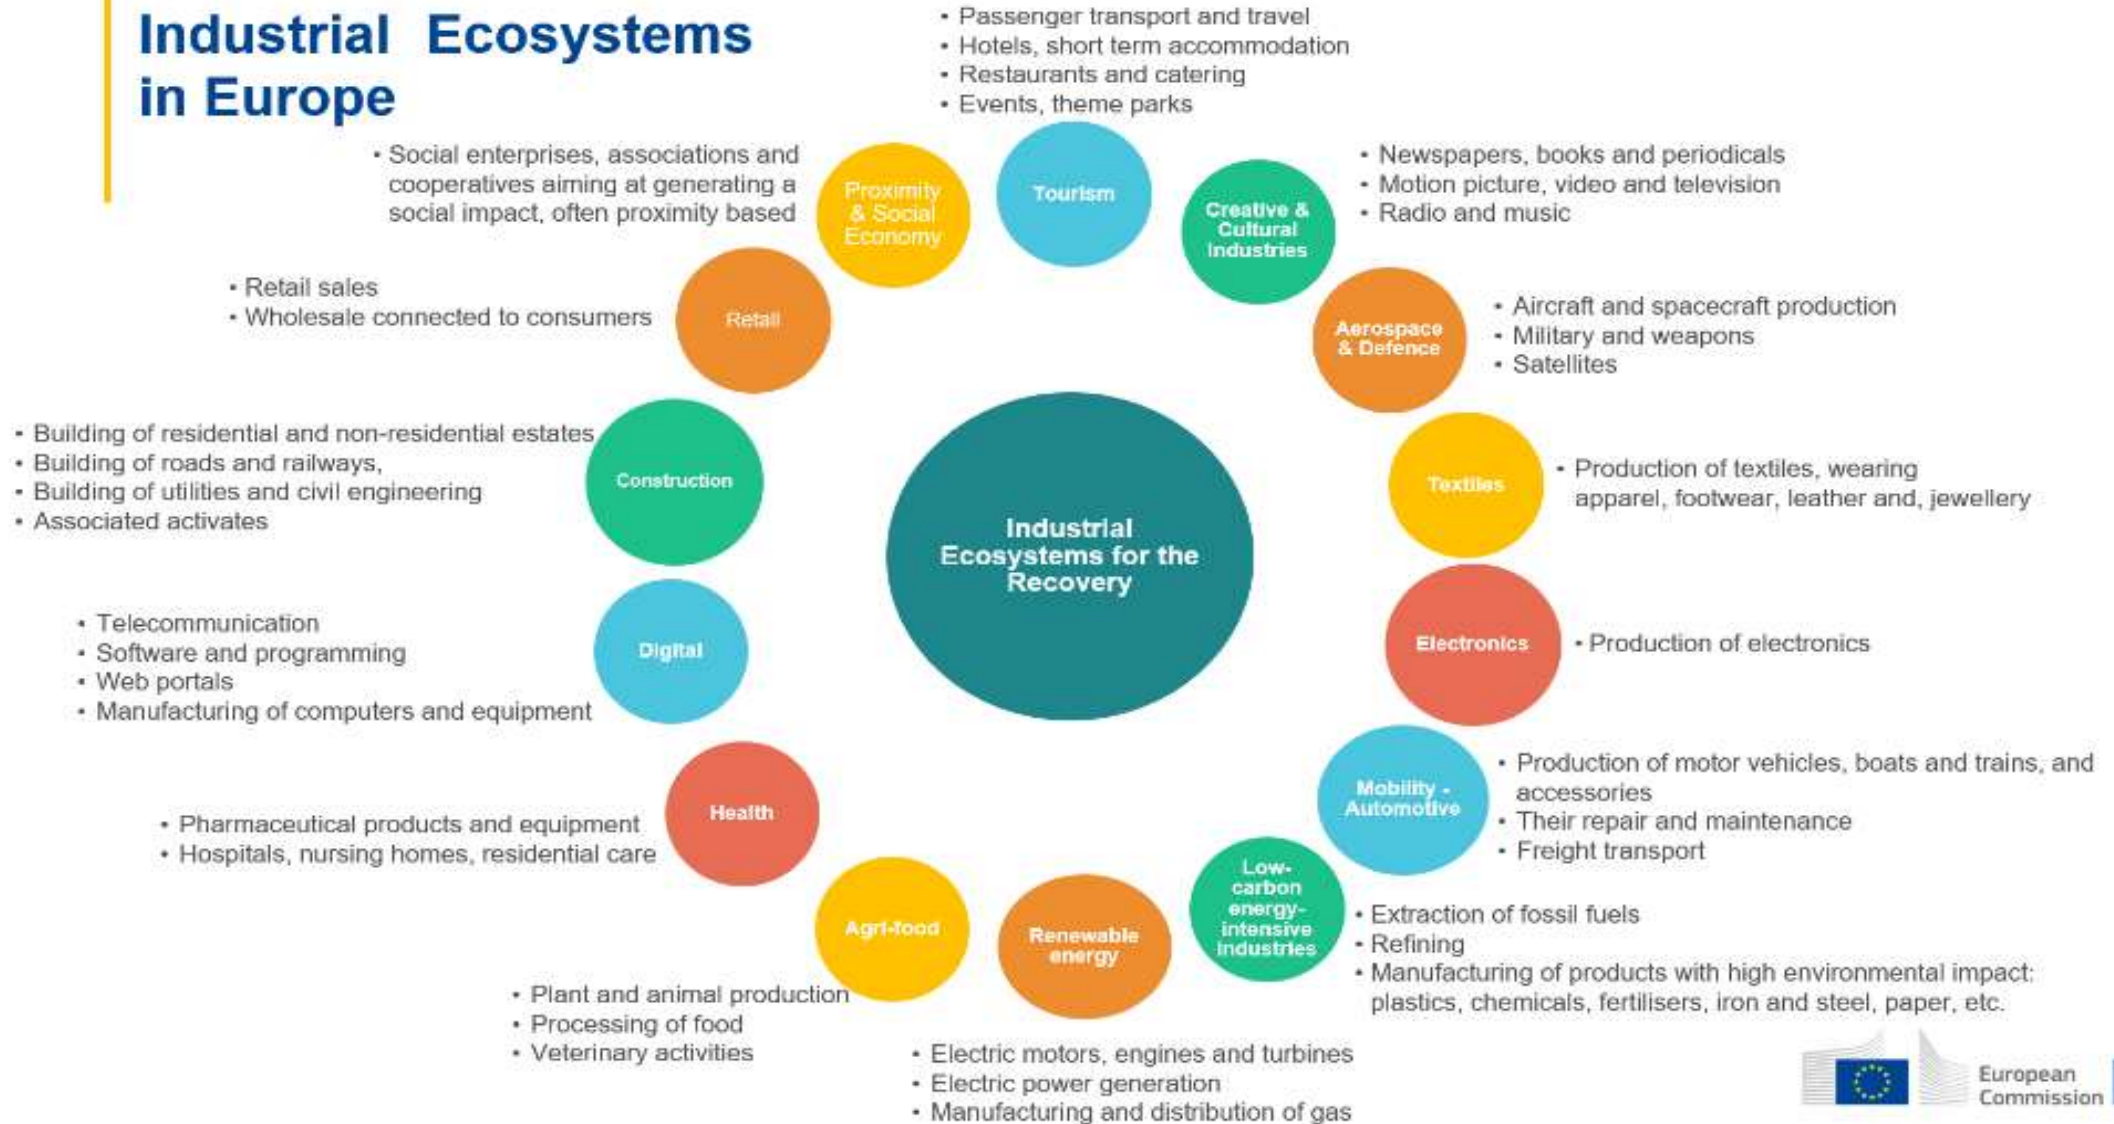 Industrial Ecosystems
in Europe
• Passenger transport and travel
• Hotels, short term accommodation
• Restaurants and catering
• Events, theme parks
Tourism
• Newspapers, books and periodicals
• Motion picture, video and television
• Radio and music
Creative &
Cultural
Industries
• Aircraft and spacecraft production
• Military and weapons
• Satellites
Aerospace
& Defence
• Production of textiles, wearing
apparel, footwear, leather and, jewellery
Textiles
• Production of electronics
Electronics
• Production of motor vehicles, boats and trains, and
accessories
• Their repair and maintenance
• Freight transport
Mobility -
Automotive
• Extraction of fossil fuels
• Refining
• Manufacturing of products with high environmental impact:
plastics, chemicals, fertilisers, iron and steel, paper, etc.
Low-
carbon
energy-
intensive
industries
• Electric motors, engines and turbines
• Electric power generation
• Manufacturing and distribution of gas
Renewable
energy
• Plant and animal production
• Processing of food
• Veterinary activities
Agri-food
• Pharmaceutical products and equipment
• Hospitals, nursing homes, residential care
Health
• Telecommunication
• Software and programming
• Web portals
• Manufacturing of computers and equipment
Digital
• Building of residential and non-residential estates
• Building of roads and railways,
• Building of utilities and civil engineering
• Associated activates
Construction
• Retail sales
• Wholesale connected to consumers
Retail
• Social enterprises, associations and
cooperatives aiming at generating a
social impact, often proximity based
Proximity
& Social
Economy
Industrial
Ecosystems for the
Recovery
European
Commission